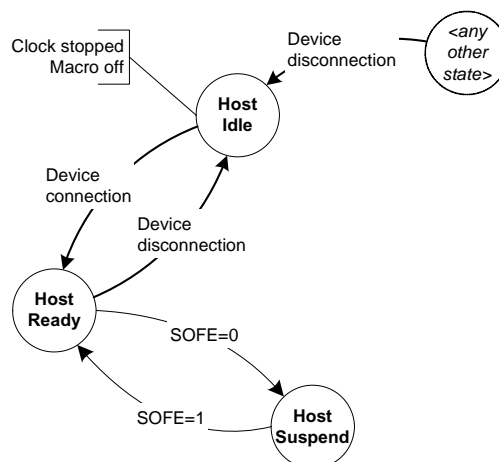 Clock stopped
Macro off
Device
disconnection
<any
other
state>
Host
Idle
Device
connection
Device
disconnection
Host
Ready
SOFE=0
SOFE=1
Host
Suspend